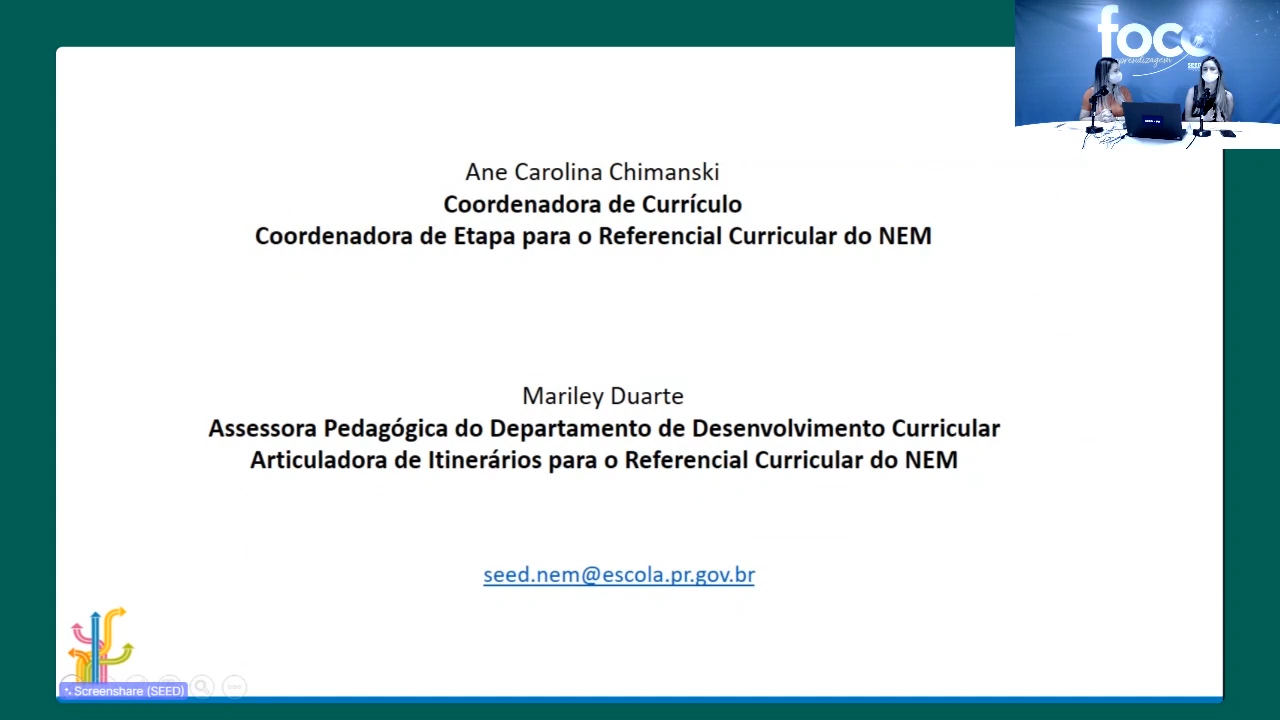 foco
aprendizagem
SEED
Ane Carolina Chimanski
Coordenadora de Currículo
Coordenadora de Etapa para o Referencial Curricular do NEM
Mariley Duarte
Assessora Pedagógica do Departamento de Desenvolvimento Curricular
Articuladora de Itinerários para o Referencial Curricular do NEM
seed.nem@escola.pr.gov.br
Screenshare (SEED)